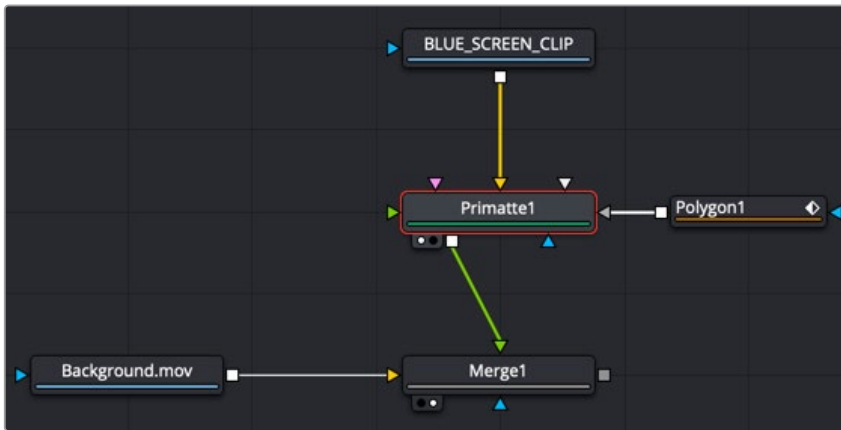 BLUE_SCREEN_CLIP
Primatte1
Polygon1
Background.mov
Merge1